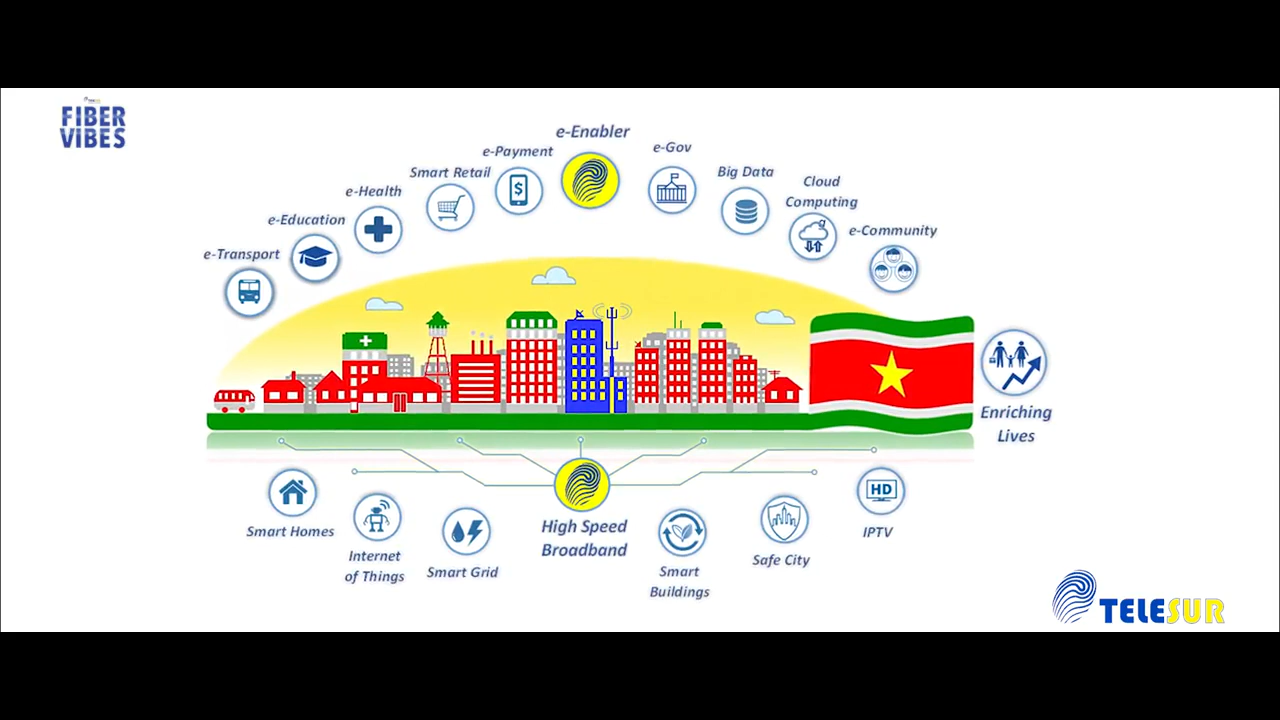 FIBER
VIBES
e-Enabler
e-Payment
e-Gov
Smart Retail
Big Data
e-Health
Cloud
Computing
e-Education
e-Community
e-Transport
$
HD
Enriching
Lives
Smart Homes
Internet
of Things
Smart Grid
High Speed
Broadband
Smart
Buildings
Safe City
IPTV
TELESUR